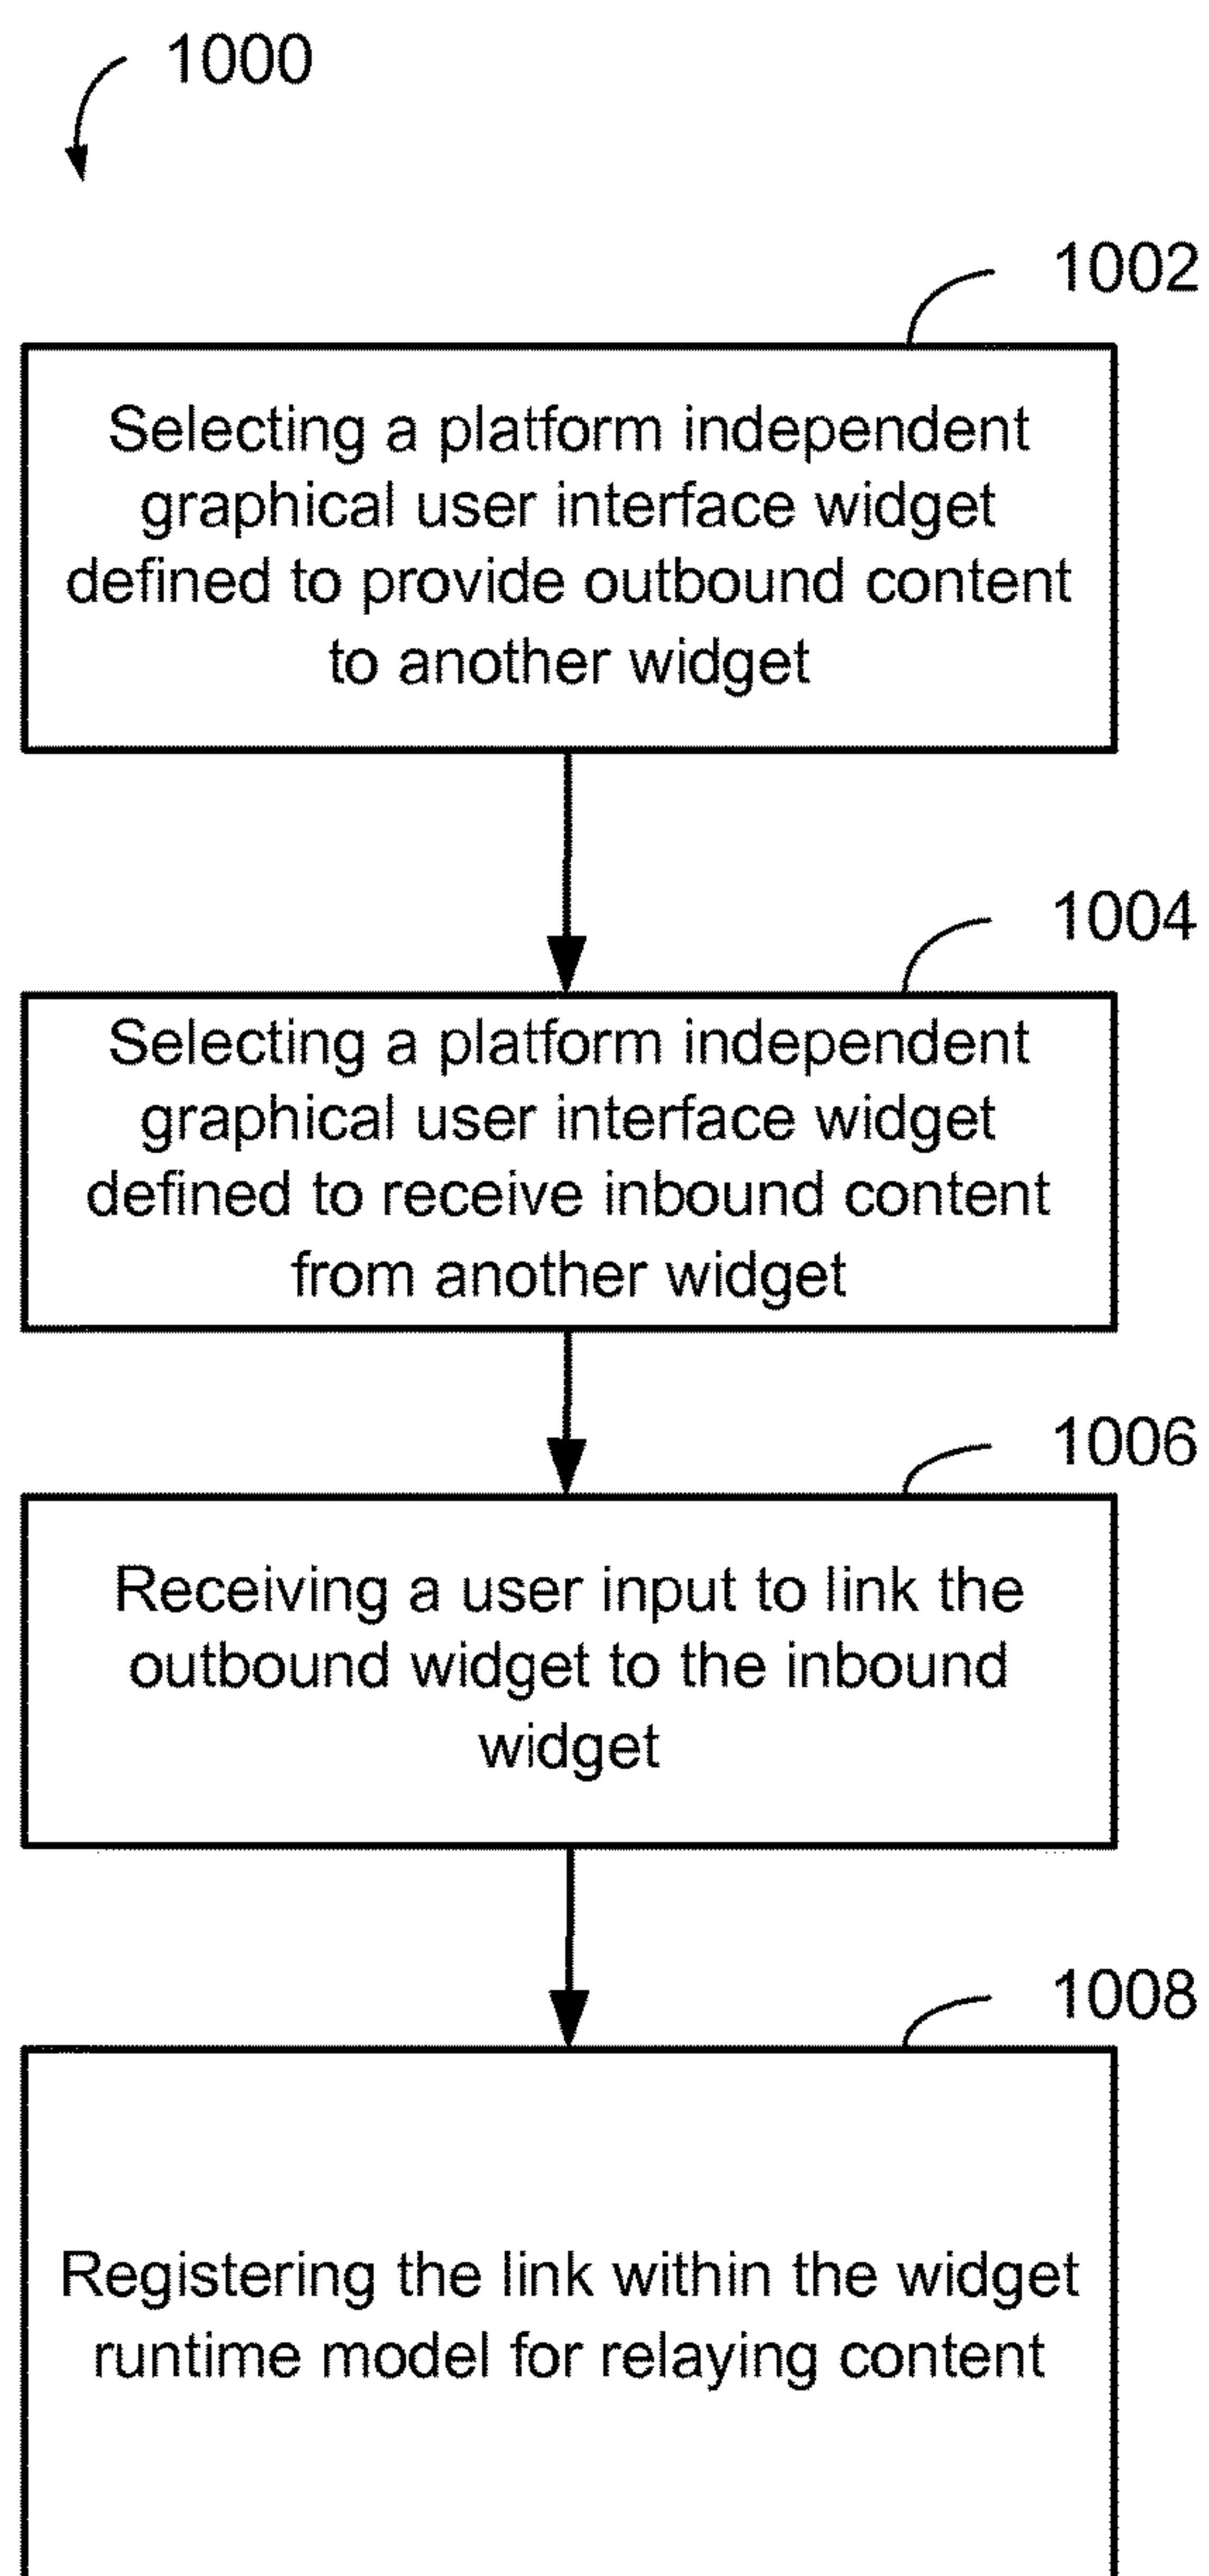 1000
1002
Selecting a platform independent
graphical user interface widget
defined to provide outbound content
to another widget
1004
Selecting a platform independent
graphical user interface widget
defined to receive inbound content
from another widget
1006
Receiving a user input to link the
outbound widget to the inbound
widget
1008
Registering the link within the widget
runtime model for relaying content